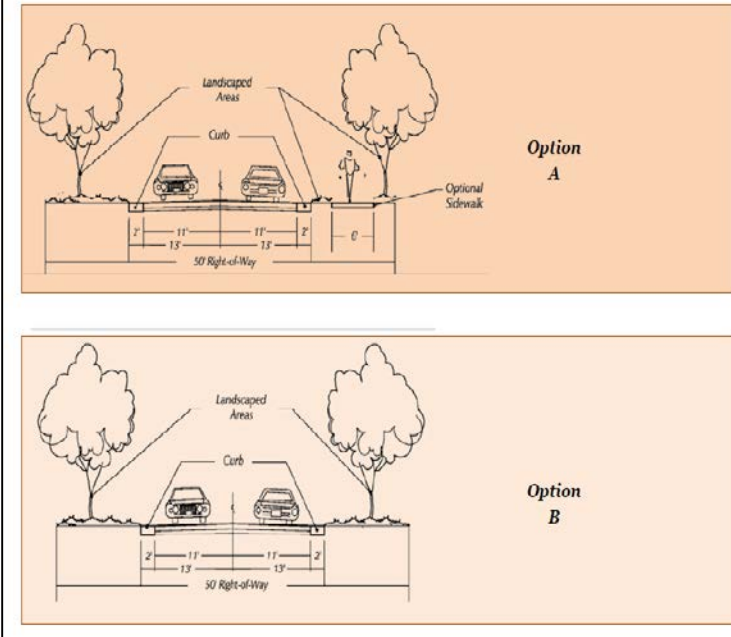 Landscaped
Areas
Curb
Option
A
Optional
Sidewalk
2' 11' 11' 2'
13' 13'
50' Right-of-Way
Landscaped
Areas
Curb
Option
B
2' 11' 11' 2'
13' 13'
50' Right-of-Way